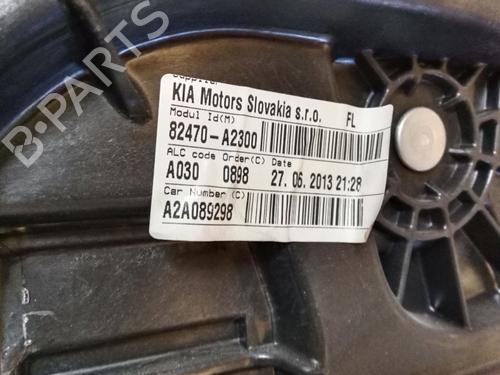 Supplier
KIA Motors Slovakia s.r.o. FL
Modul Id(M)
82470-A2300
ALC code Order(C) Date
A030 0898 27.06.2013 21:28
Car Number (C)
A2A089298
B-PARTS